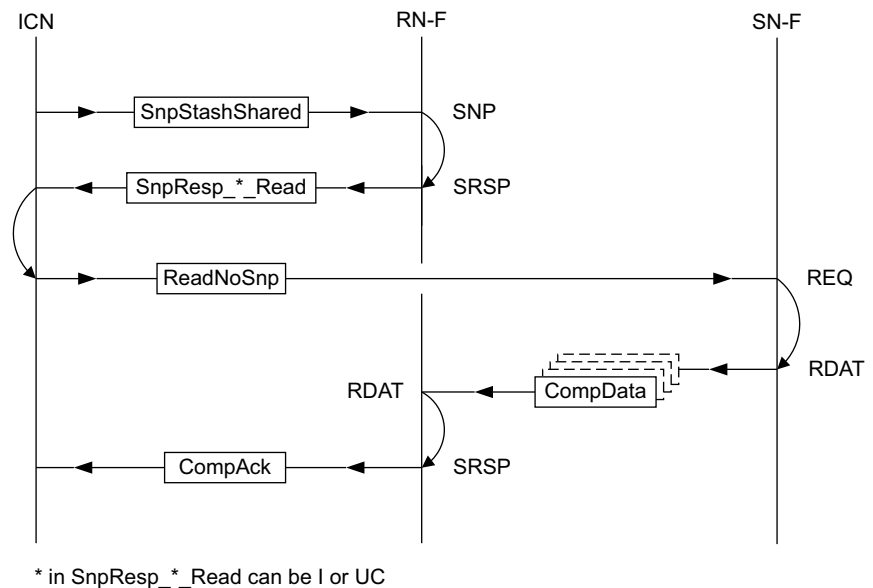 ICN RN-F SN-F
SnpStashShared SNP
SnpResp_*_Read SRSP
ReadNoSnp REQ
RDAT
RDAT CompData
CompAck SRSP
* in SnpResp_*_Read can be I or UC